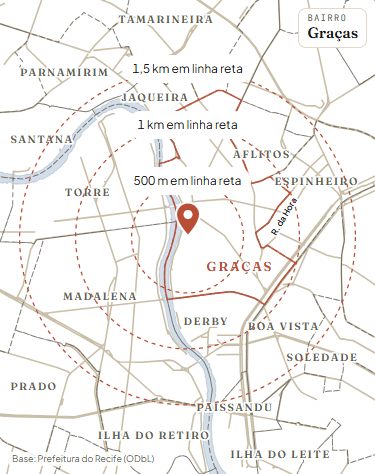 TAMARINEIRA
BAIRRO
Graças
PARNAMIRIM
1,5 km em linha reta
JAQUEIRA
1 km em linha reta
SANTANA
AFLITOS
500 m em linha reta
ESPINHEIRO
TORRE
R. da Hora
GRAÇAS
MADALENA
DERBY
BOA VISTA
SOLEDADE
PRADO
PAISSANDU
ILHA DO RETIRO
ILHA DO LEITE
Base: Prefeitura do Recife (ODbL)